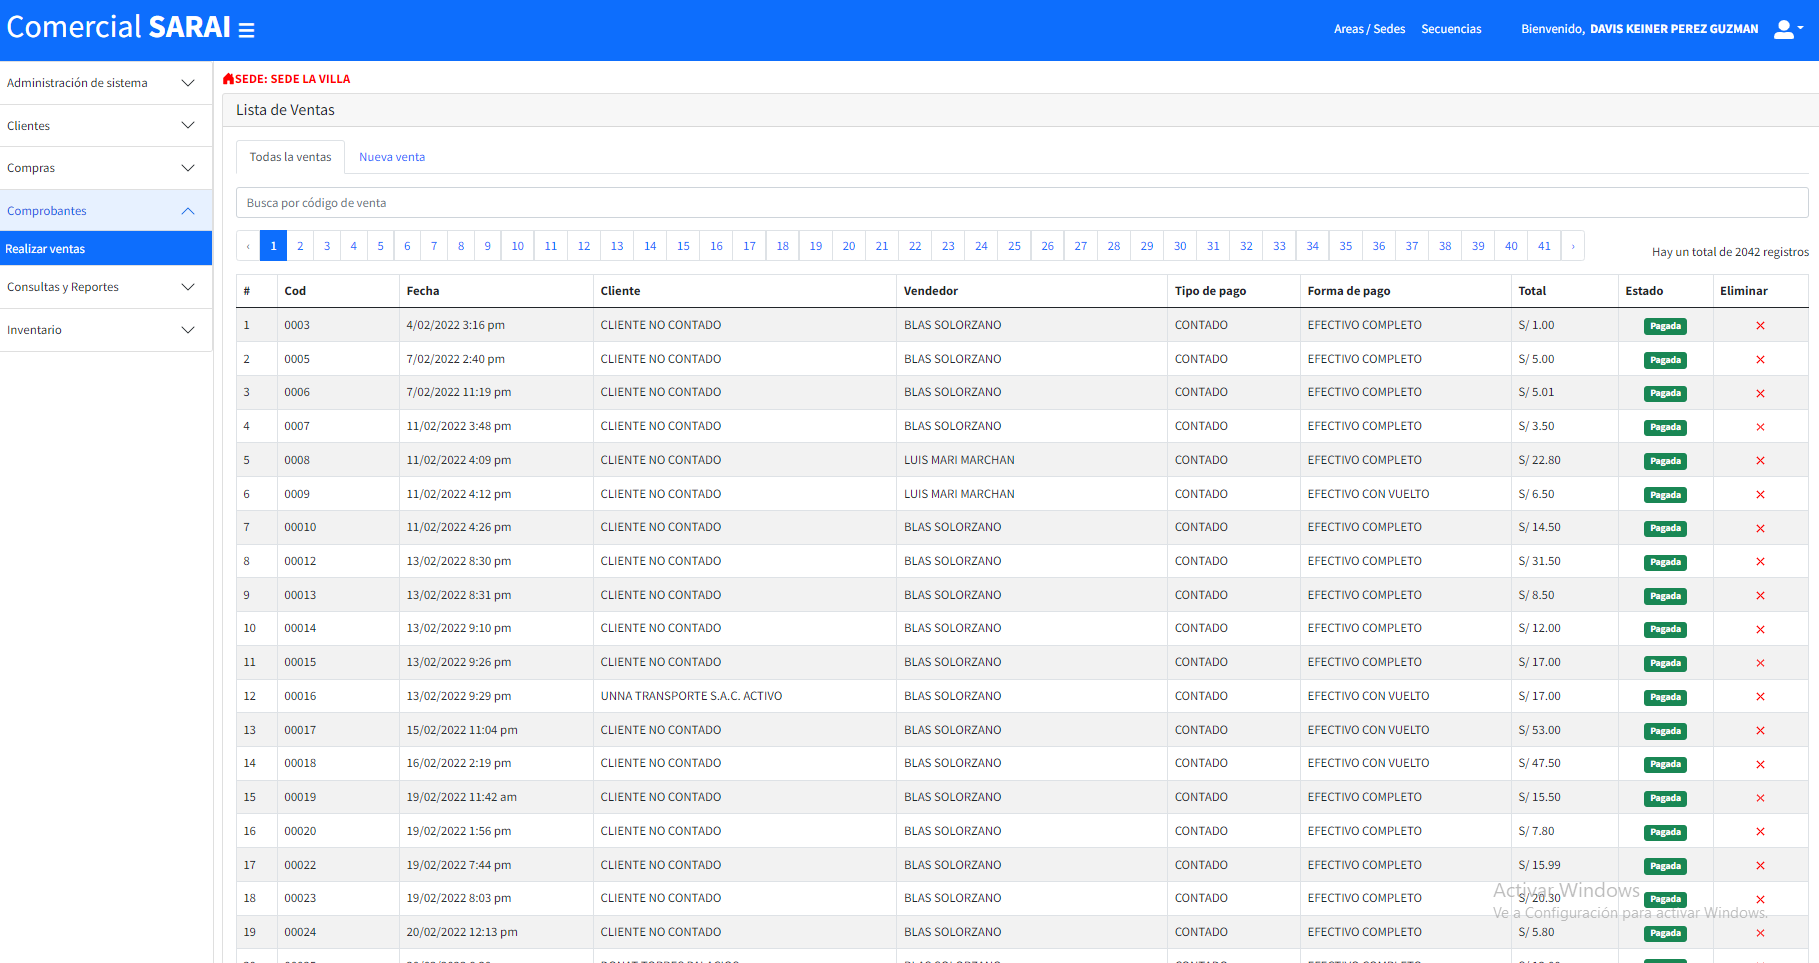 Comercial SARAI
Areas / Sedes Secuencias Bienvenido, DAVIS KEINER PEREZ GUZMAN
Administración de sistema
Clientes
Compras
Comprobantes
Realizar ventas
Consultas y Reportes
Inventario
SEDE: SEDE LA VILLA
Lista de Ventas
Todas la ventas Nueva venta
Busca por código de venta
‹ 1 2 3 4 5 6 7 8 9 10 11 12 13 14 15 16 17 18 19 20 21 22 23 24 25 26 27 28 29 30 31 32 33 34 35 36 37 38 39 40 41 ›
Hay un total de 2042 registros
# Cod Fecha Cliente Vendedor Tipo de pago Forma de pago Total Estado Eliminar
1 0003 4/02/2022 3:16 pm CLIENTE NO CONTADO BLAS SOLORZANO CONTADO EFECTIVO COMPLETO S/ 1.00 Pagada
2 0005 7/02/2022 2:40 pm CLIENTE NO CONTADO BLAS SOLORZANO CONTADO EFECTIVO COMPLETO S/ 5.00 Pagada
3 0006 7/02/2022 11:19 pm CLIENTE NO CONTADO BLAS SOLORZANO CONTADO EFECTIVO COMPLETO S/ 5.01 Pagada
4 0007 11/02/2022 3:48 pm CLIENTE NO CONTADO BLAS SOLORZANO CONTADO EFECTIVO COMPLETO S/ 3.50 Pagada
5 0008 11/02/2022 4:09 pm CLIENTE NO CONTADO LUIS MARI MARCHAN CONTADO EFECTIVO COMPLETO S/ 22.80 Pagada
6 0009 11/02/2022 4:12 pm CLIENTE NO CONTADO LUIS MARI MARCHAN CONTADO EFECTIVO CON VUELTO S/ 6.50 Pagada
7 00010 11/02/2022 4:26 pm CLIENTE NO CONTADO BLAS SOLORZANO CONTADO EFECTIVO COMPLETO S/ 14.50 Pagada
8 00012 13/02/2022 8:30 pm CLIENTE NO CONTADO BLAS SOLORZANO CONTADO EFECTIVO COMPLETO S/ 31.50 Pagada
9 00013 13/02/2022 8:31 pm CLIENTE NO CONTADO BLAS SOLORZANO CONTADO EFECTIVO COMPLETO S/ 8.50 Pagada
10 00014 13/02/2022 9:10 pm CLIENTE NO CONTADO BLAS SOLORZANO CONTADO EFECTIVO COMPLETO S/ 12.00 Pagada
11 00015 13/02/2022 9:26 pm CLIENTE NO CONTADO BLAS SOLORZANO CONTADO EFECTIVO COMPLETO S/ 17.00 Pagada
12 00016 13/02/2022 9:29 pm UNNA TRANSPORTE S.A.C. ACTIVO BLAS SOLORZANO CONTADO EFECTIVO CON VUELTO S/ 17.00 Pagada
13 00017 15/02/2022 11:04 pm CLIENTE NO CONTADO BLAS SOLORZANO CONTADO EFECTIVO CON VUELTO S/ 53.00 Pagada
14 00018 16/02/2022 2:19 pm CLIENTE NO CONTADO BLAS SOLORZANO CONTADO EFECTIVO CON VUELTO S/ 47.50 Pagada
15 00019 19/02/2022 11:42 am CLIENTE NO CONTADO BLAS SOLORZANO CONTADO EFECTIVO COMPLETO S/ 15.50 Pagada
16 00020 19/02/2022 1:56 pm CLIENTE NO CONTADO BLAS SOLORZANO CONTADO EFECTIVO COMPLETO S/ 7.80 Pagada
17 00022 19/02/2022 7:44 pm CLIENTE NO CONTADO BLAS SOLORZANO CONTADO EFECTIVO COMPLETO S/ 15.99 Pagada
18 00023 19/02/2022 8:03 pm CLIENTE NO CONTADO BLAS SOLORZANO CONTADO EFECTIVO COMPLETO S/ 20.30 Pagada
19 00024 20/02/2022 12:13 pm CLIENTE NO CONTADO BLAS SOLORZANO CONTADO EFECTIVO COMPLETO S/ 5.80 Pagada
Activar Windows
Ve a Configuración para activar Windows.